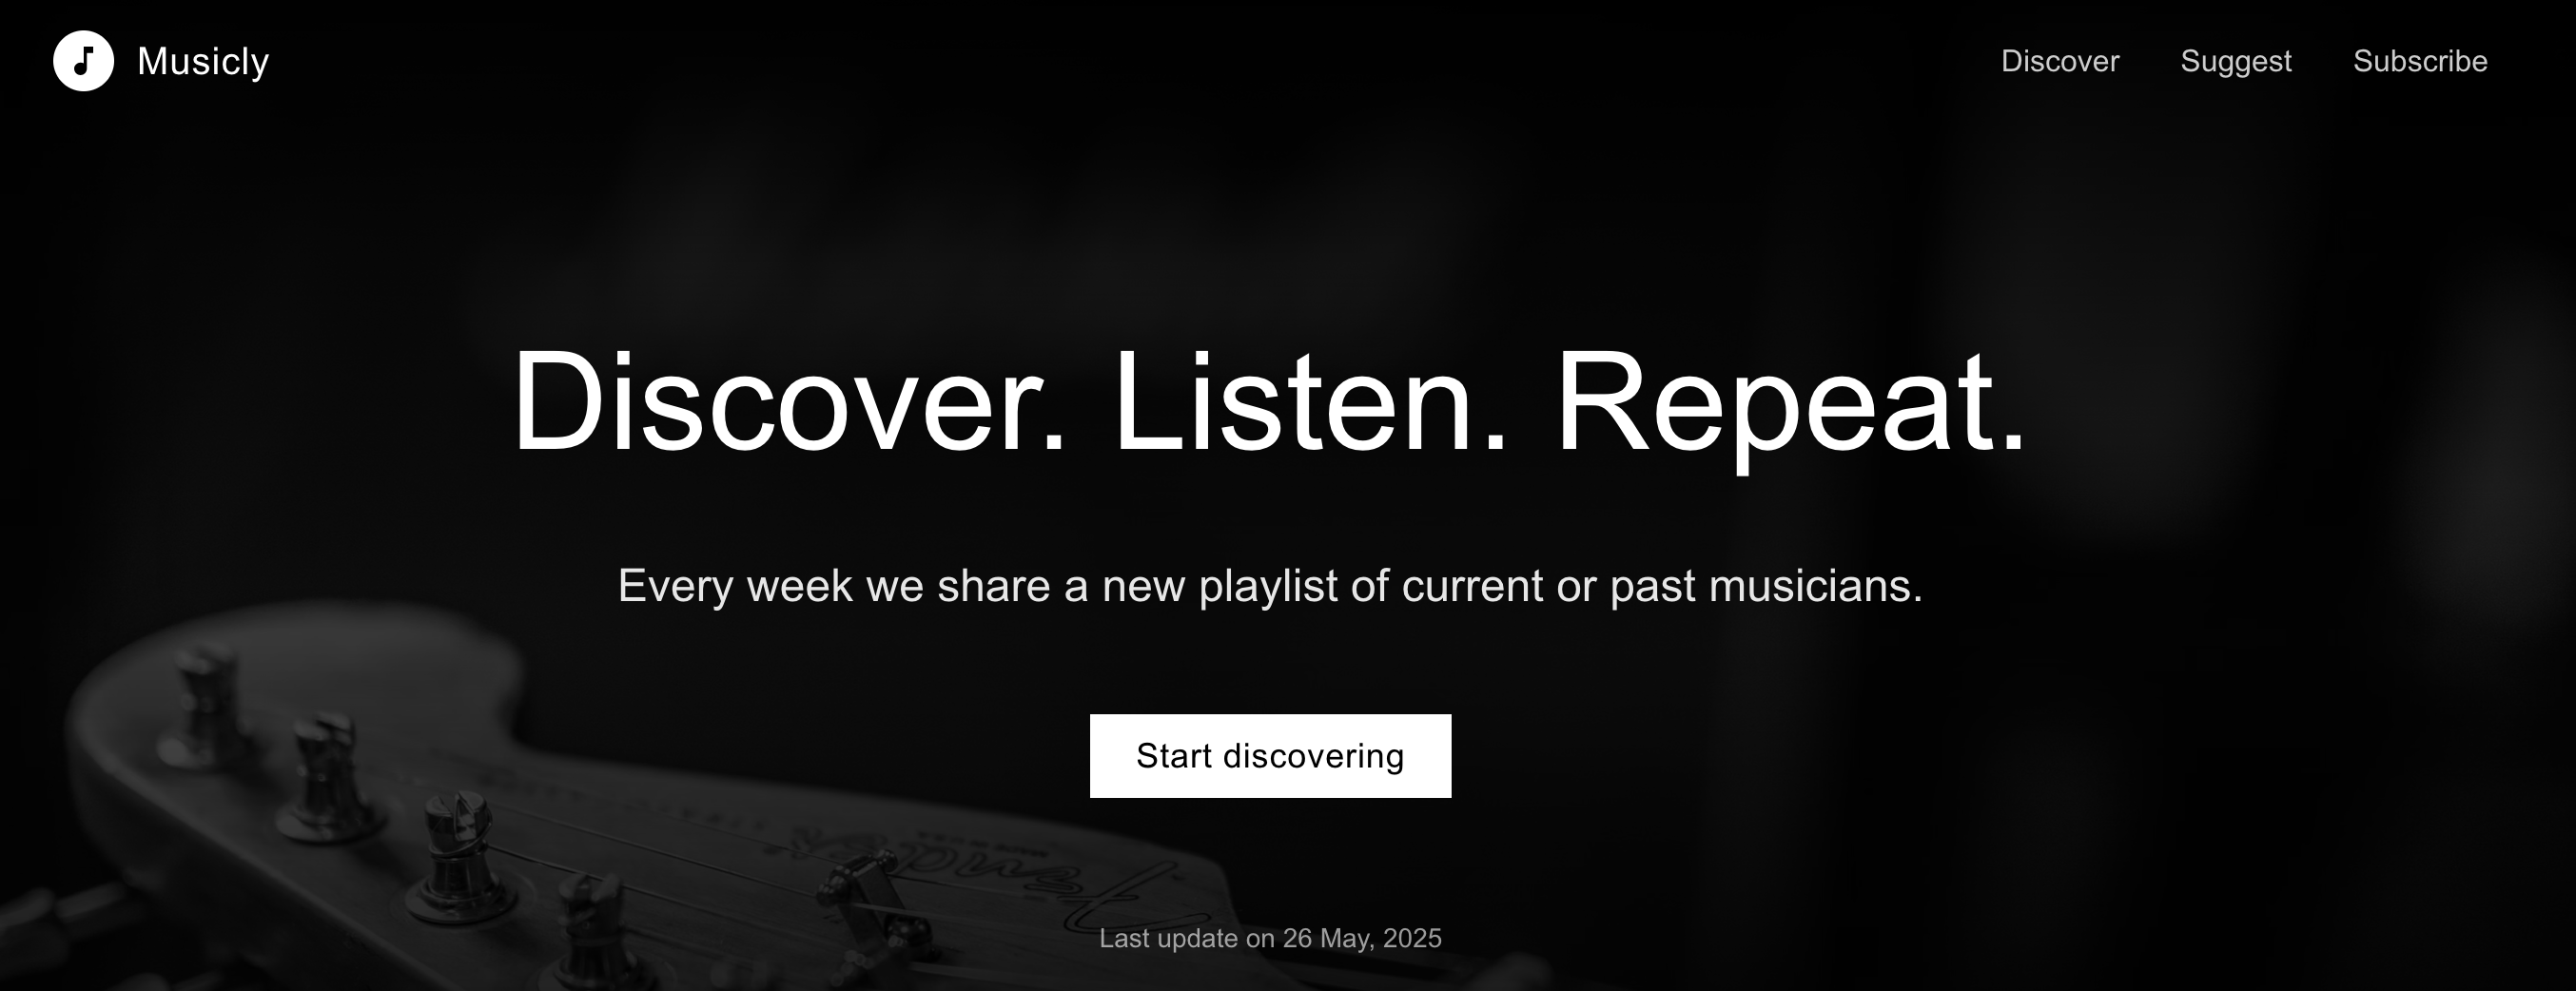 Musicly
Discover
Suggest
Subscribe
Discover. Listen. Repeat.
Every week we share a new playlist of current or past musicians.
Start discovering
Fender
Last update on 26 May, 2025